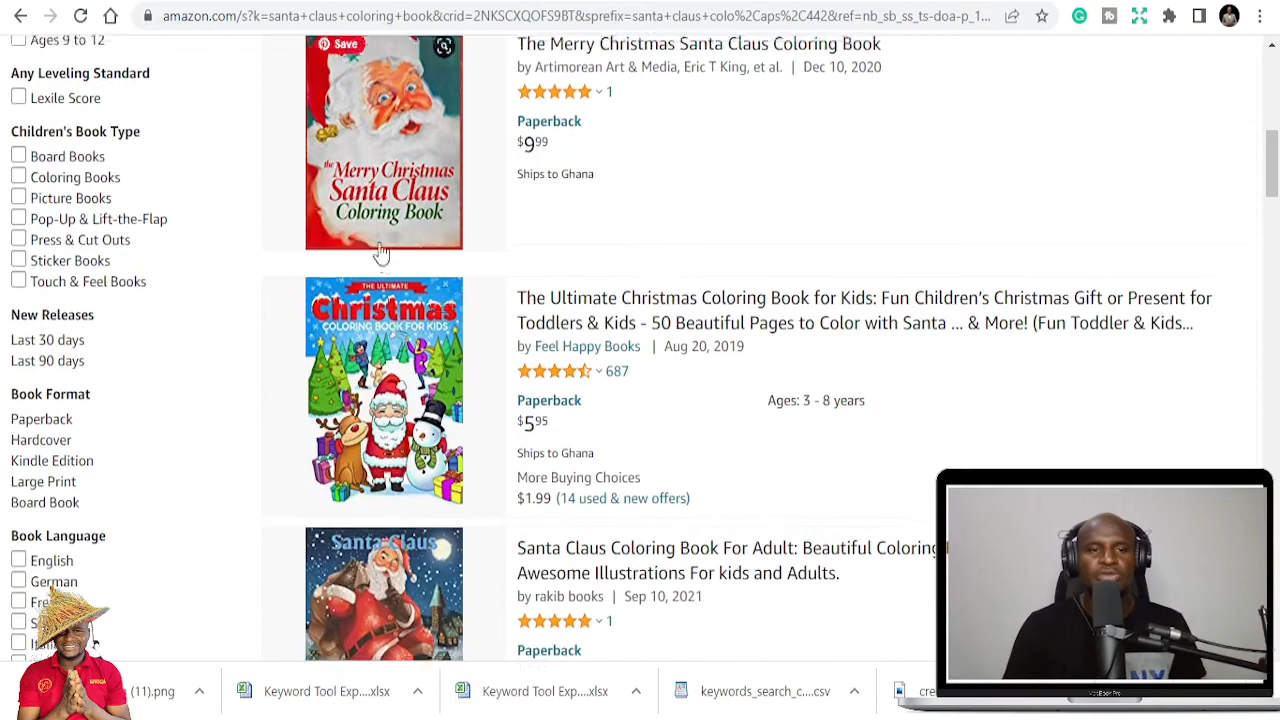 amazon.com/s?k=santa+claus+coloring+book&crid=2NKSCXQOFS9BT&sprefix=santa+claus+colo%2Caps%2C442&ref=nb_sb_ss_ts-doa-p_1...
Ages 9 to 12
Any Leveling Standard
Lexile Score
Children's Book Type
Board Books
Coloring Books
Picture Books
Pop-Up & Lift-the-Flap
Press & Cut Outs
Sticker Books
Touch & Feel Books
New Releases
Last 30 days
Last 90 days
Book Format
Paperback
Hardcover
Kindle Edition
Large Print
Board Book
Book Language
English
German
Save
the Merry Christmas
Santa Claus
Coloring Book
The Merry Christmas Santa Claus Coloring Book
by Artimorean Art & Media, Eric T King, et al. | Dec 10, 2020
1
Paperback
$9.99
Ships to Ghana
THE ULTIMATE
Christmas
COLORING BOOK FOR KIDS
The Ultimate Christmas Coloring Book for Kids: Fun Children's Christmas Gift or Present for
Toddlers & Kids - 50 Beautiful Pages to Color with Santa ... & More! (Fun Toddler & Kids...
by Feel Happy Books | Aug 20, 2019
687
Paperback
Ages: 3 - 8 years
$5.95
Ships to Ghana
More Buying Choices
$1.99 (14 used & new offers)
Santa Claus
Santa Claus Coloring Book For Adult: Beautiful Coloring
Awesome Illustrations For kids and Adults.
by rakib books | Sep 10, 2021
1
Paperback
(11).png
Keyword Tool Exp....xlsx
Keyword Tool Exp....xlsx
keywords_search_c....csv
MacBook Pro